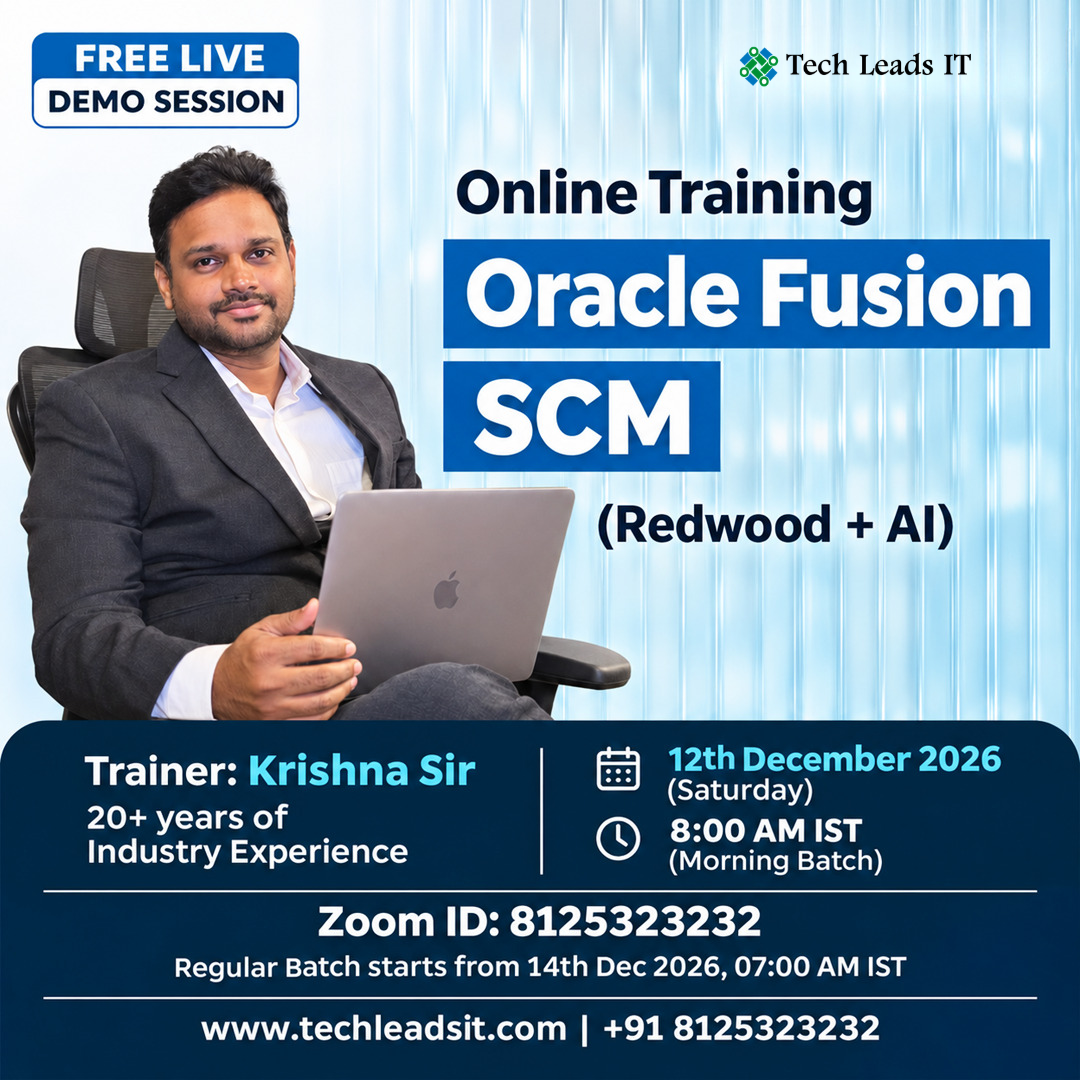 FREE LIVE
DEMO SESSION
Tech Leads IT
Online Training
Oracle Fusion
SCM
(Redwood + AI)
Trainer: Krishna Sir
20+ years of
Industry Experience
12th December 2026
(Saturday)
8:00 AM IST
(Morning Batch)
Zoom ID: 8125323232
Regular Batch starts from 14th Dec 2026, 07:00 AM IST
www.techleadsit.com | +91 8125323232